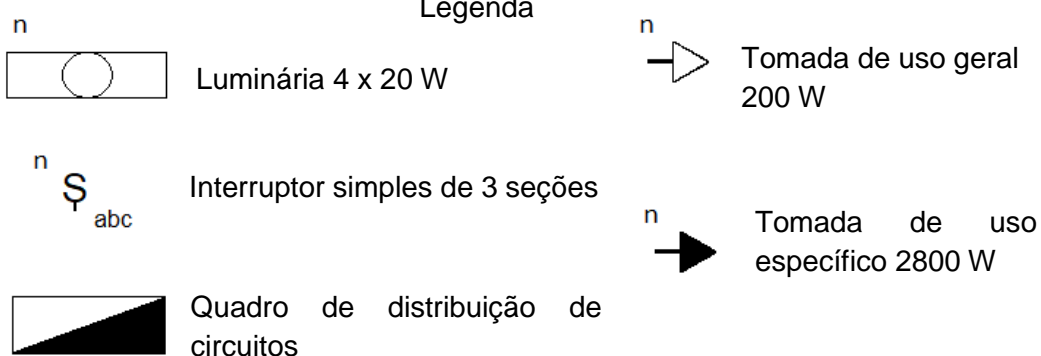 Legenda
n
Luminária 4 x 20 W
n
Tomada de uso geral
200 W
n
S
abc
Interruptor simples de 3 seções
n
Tomada de uso
específico 2800 W
Quadro de distribuição de
circuitos